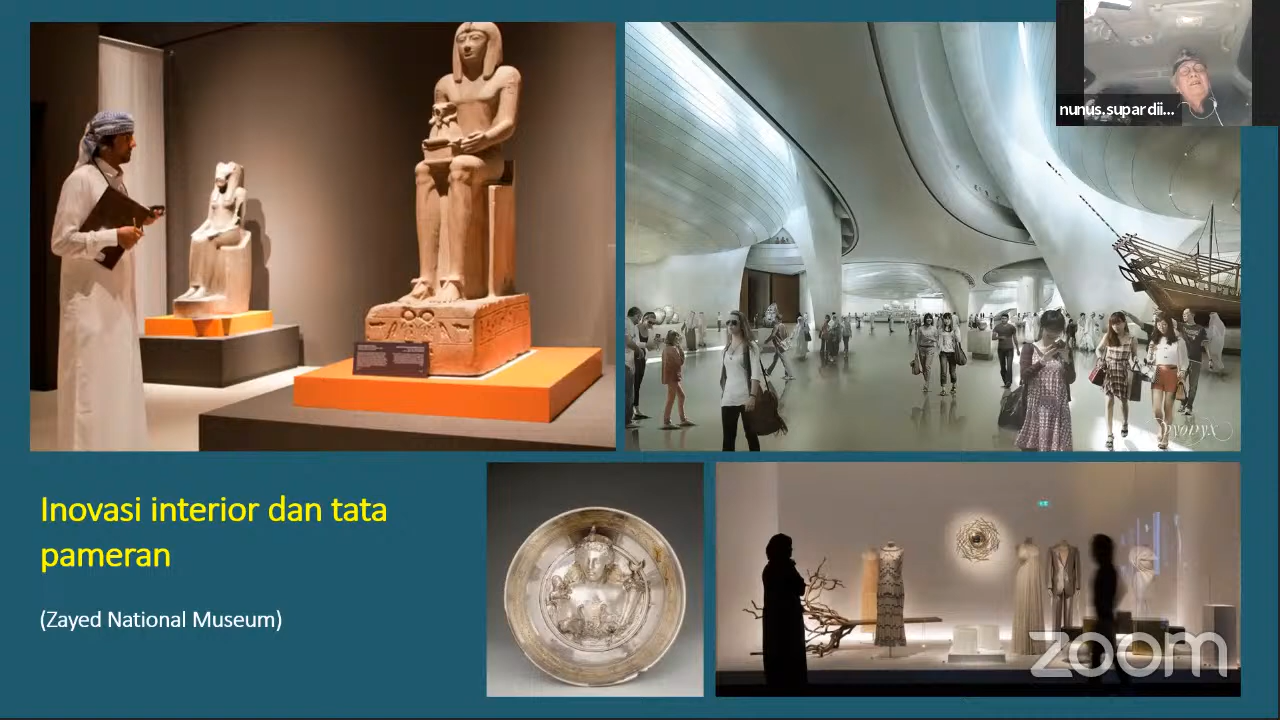 nunus.supardii...
Inovasi interior dan tata
pameran
(Zayed National Museum)
zoom